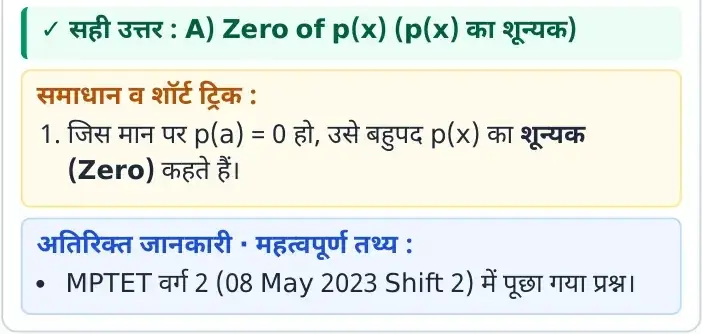 ✓ सही उत्तर : A) Zero of p(x) (p(x) का शून्यक)
समाधान व शॉर्ट ट्रिक :
1. जिस मान पर p(a) = 0 हो, उसे बहुपद p(x) का शून्यक
(Zero) कहते हैं।
अतिरिक्त जानकारी · महत्वपूर्ण तथ्य :
• MPTET वर्ग 2 (08 May 2023 Shift 2) में पूछा गया प्रश्न।